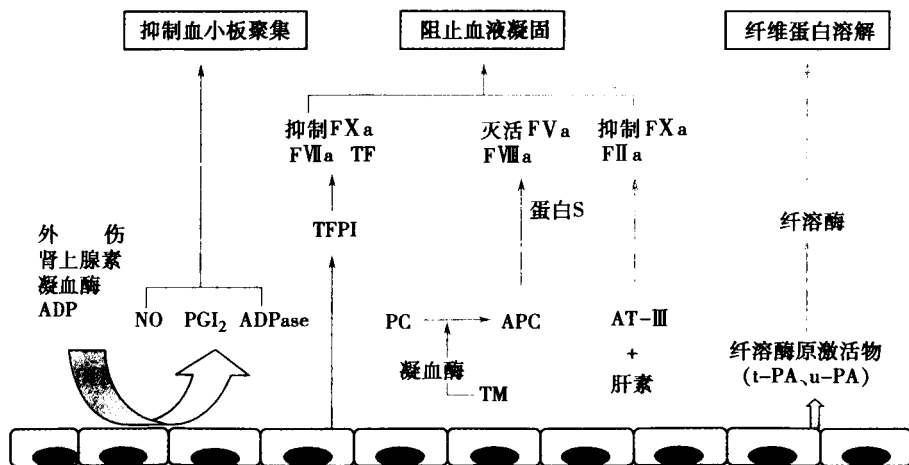 抑制血小板聚集
阻止血液凝固
纤维蛋白溶解
抑制FⅩa
FⅦa TF
灭活FⅤa
FⅧa
抑制FⅩa
FⅡa
蛋白S
TFPI
纤溶酶
外 伤
肾上腺素
凝血酶
ADP
NO PGI₂ ADPase
PC
APC
AT-Ⅲ
+
肝素
凝血酶
TM
纤溶酶原激活物
(t-PA、u-PA)